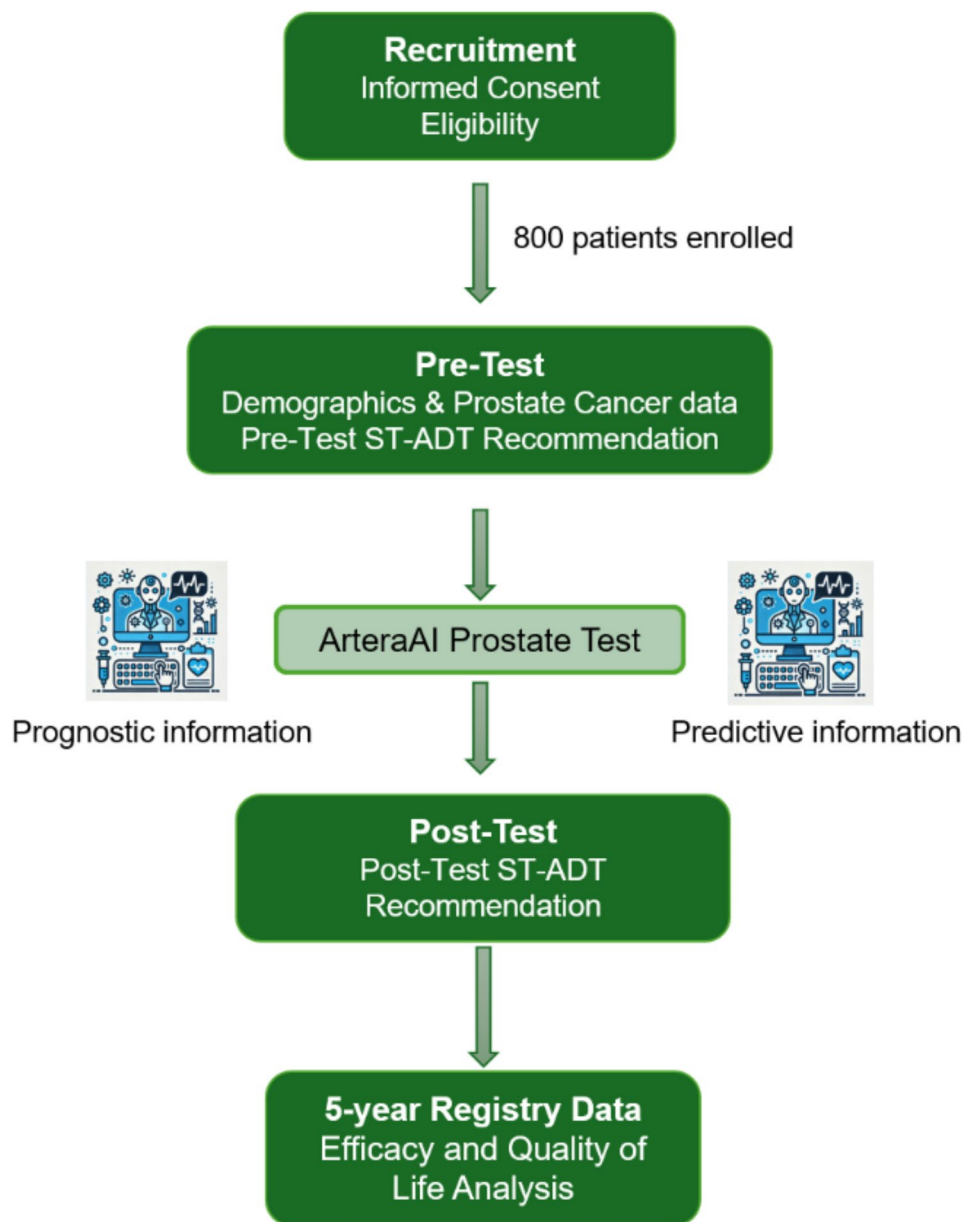 Recruitment
Informed Consent
Eligibility
800 patients enrolled
Pre-Test
Demographics & Prostate Cancer data
Pre-Test ST-ADT Recommendation
ArteraAI Prostate Test
Prognostic information
Predictive information
Post-Test
Post-Test ST-ADT
Recommendation
5-year Registry Data
Efficacy and Quality of
Life Analysis